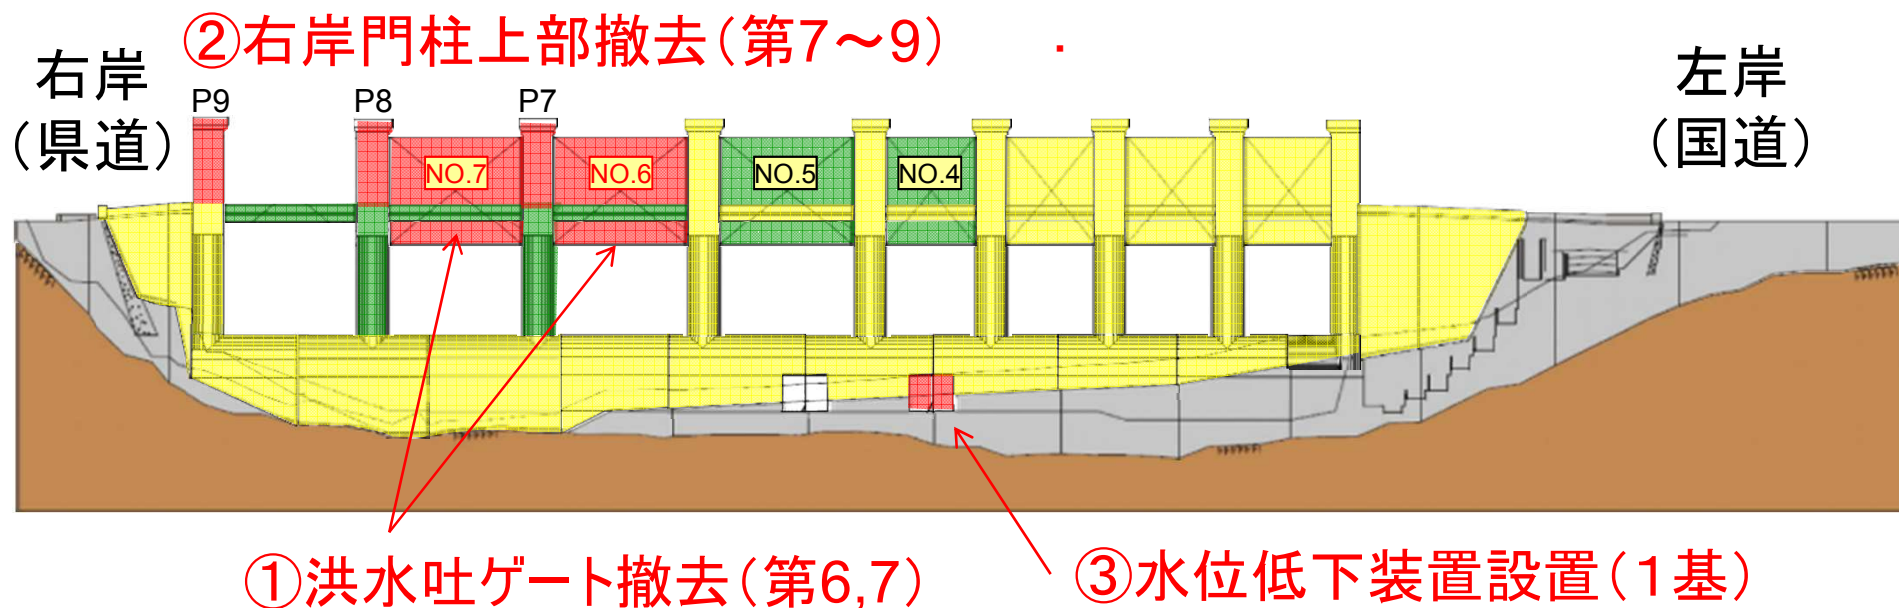 ②右岸門柱上部撤去(第7～9)
右岸
(県道)
左岸
(国道)
P9
P8
P7
NO.7
NO.6
NO.5
NO.4
①洪水吐ゲート撤去(第6,7)
③水位低下装置設置(1基)